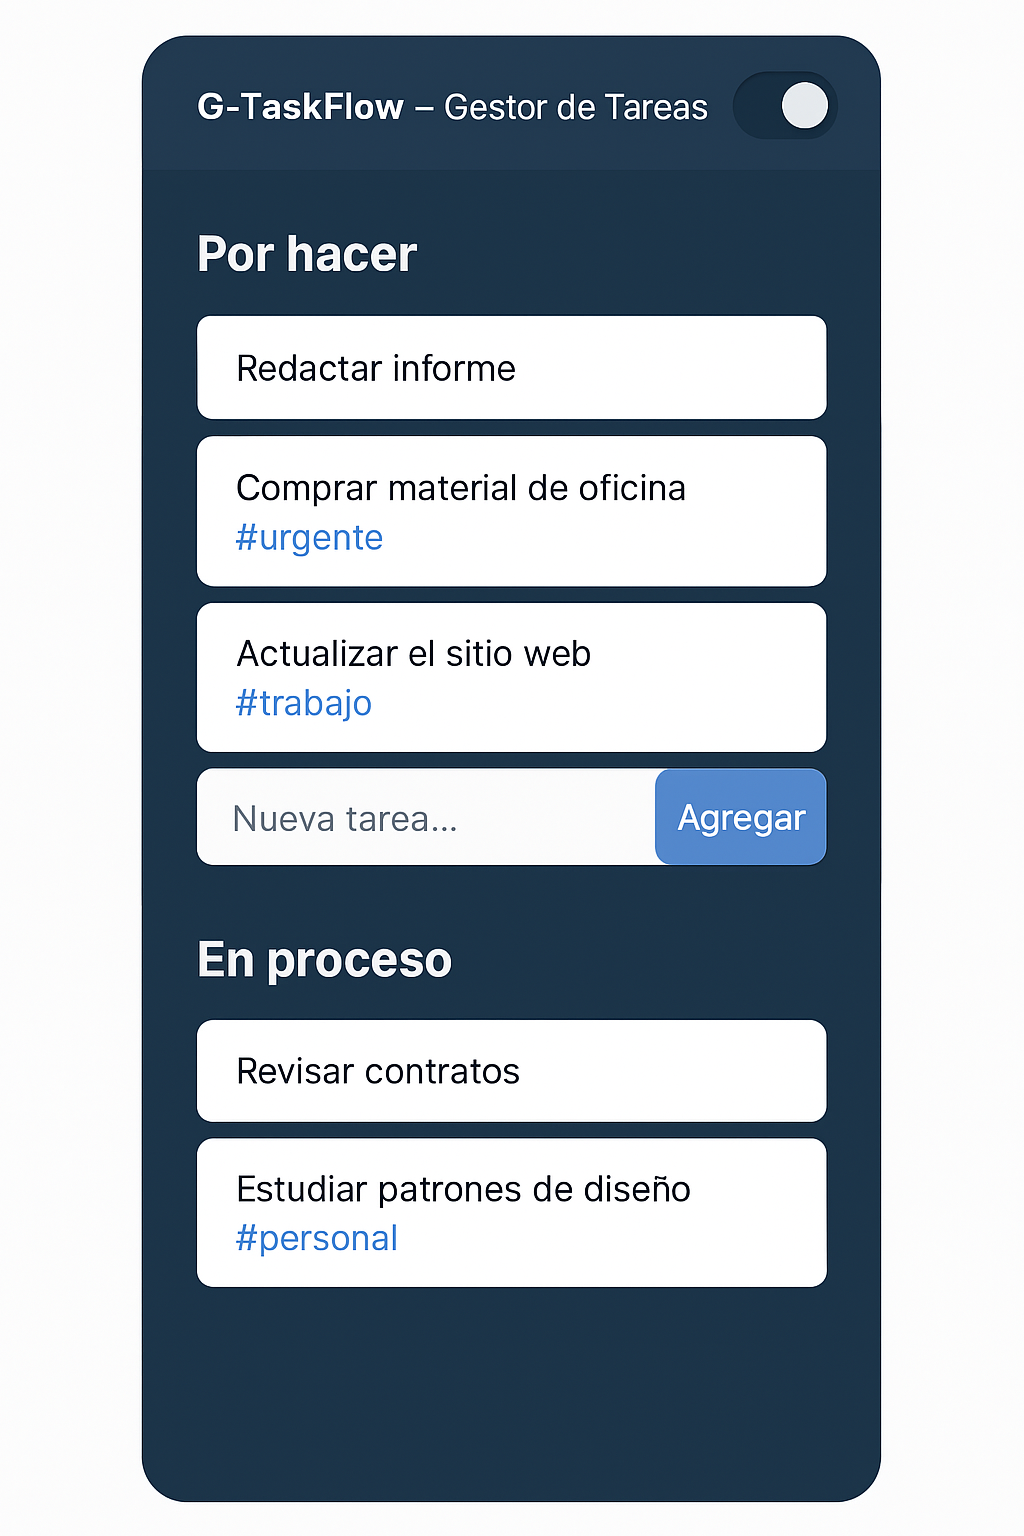 G-TaskFlow – Gestor de Tareas
Por hacer
Redactar informe
Comprar material de oficina
#urgente
Actualizar el sitio web
#trabajo
Nueva tarea...
Agregar
En proceso
Revisar contratos
Estudiar patrones de diseño
#personal